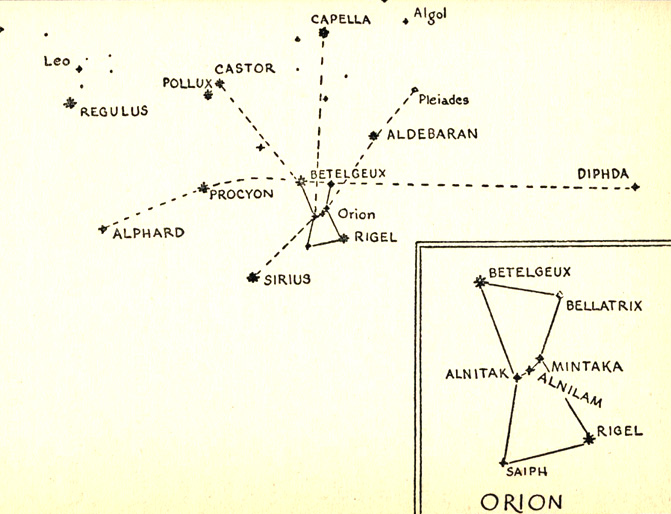 CAPELLA
Algol
Leo
CASTOR
POLLUX
Pleiades
REGULUS
ALDEBARAN
BETELGEUX
DIPHDA
PROCYON
Orion
ALPHARD
RIGEL
SIRIUS
BETELGEUX
BELLATRIX
MINTAKA
ALNITAK
ALNILAM
RIGEL
SAIPH
ORION